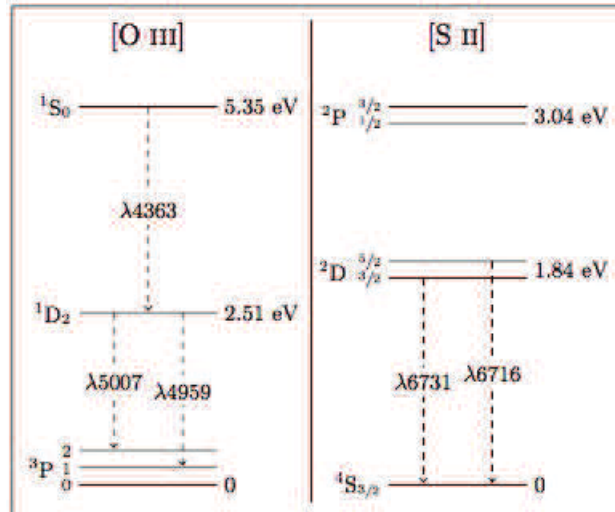 [O III]
¹S₀ 5.35 eV
λ4363
¹D₂ 2.51 eV
λ5007
λ4959
³P 2
1
0 0
[S II]
²P 3/2
1/2 3.04 eV
²D 5/2
3/2 1.84 eV
λ6731
λ6716
⁴S₃/₂ 0